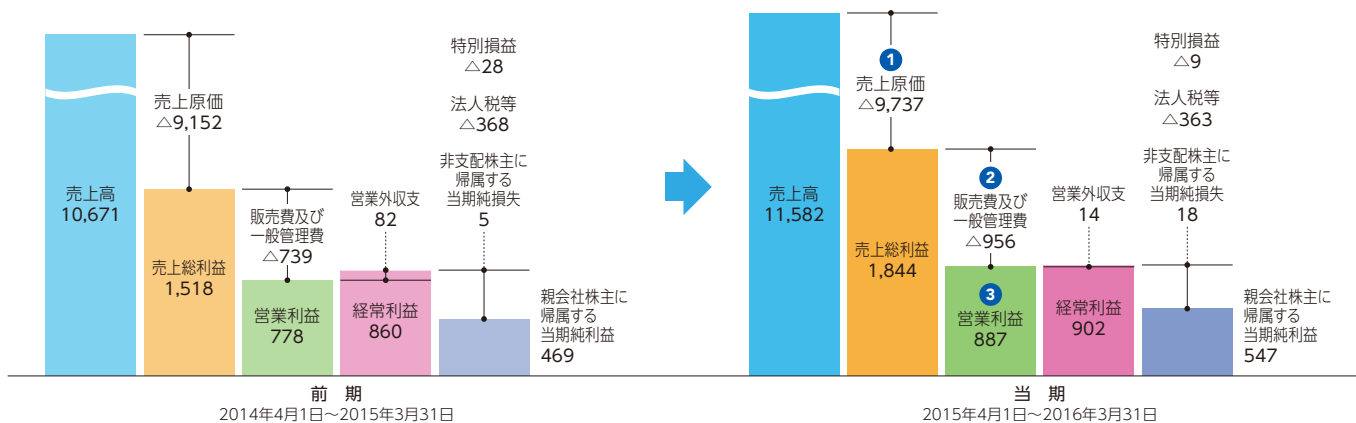 売上高
10,671
売上原価
△9,152
売上総利益
1,518
販売費及び
一般管理費
△739
営業利益
778
営業外収支
82
経常利益
860
特別損益
△28
法人税等
△368
非支配株主に
帰属する
当期純損失
5
親会社株主に
帰属する
当期純利益
469
前 期
2014年4月1日～2015年3月31日
売上高
11,582
1
売上原価
△9,737
売上総利益
1,844
2
販売費及び
一般管理費
△956
3
営業利益
887
営業外収支
14
経常利益
902
特別損益
△9
法人税等
△363
非支配株主に
帰属する
当期純損失
18
親会社株主に
帰属する
当期純利益
547
当 期
2015年4月1日～2016年3月31日